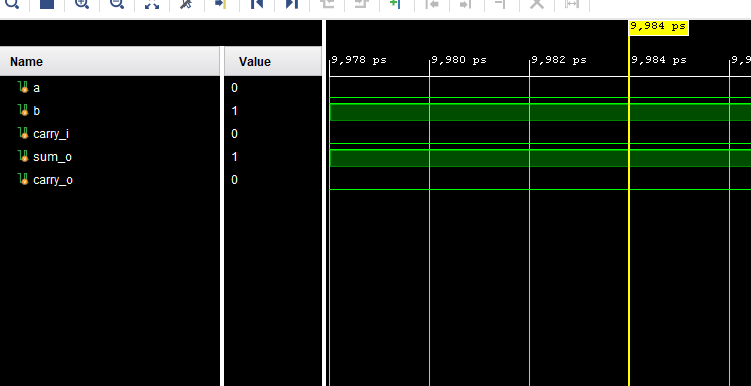 9,984 ps
Name Value
9,978 ps 9,980 ps 9,982 ps 9,984 ps
a 0
b 1
carry_i 0
sum_o 1
carry_o 0